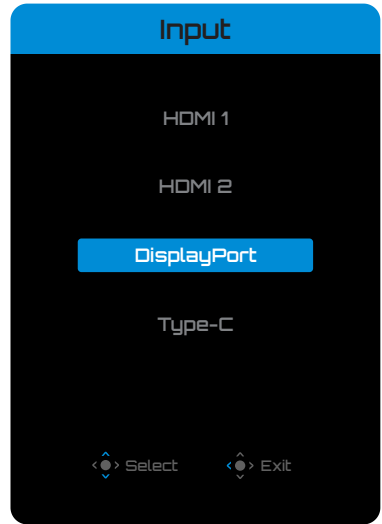 Input
HDMI 1
HDMI 2
DisplayPort
Type-C
Select Exit